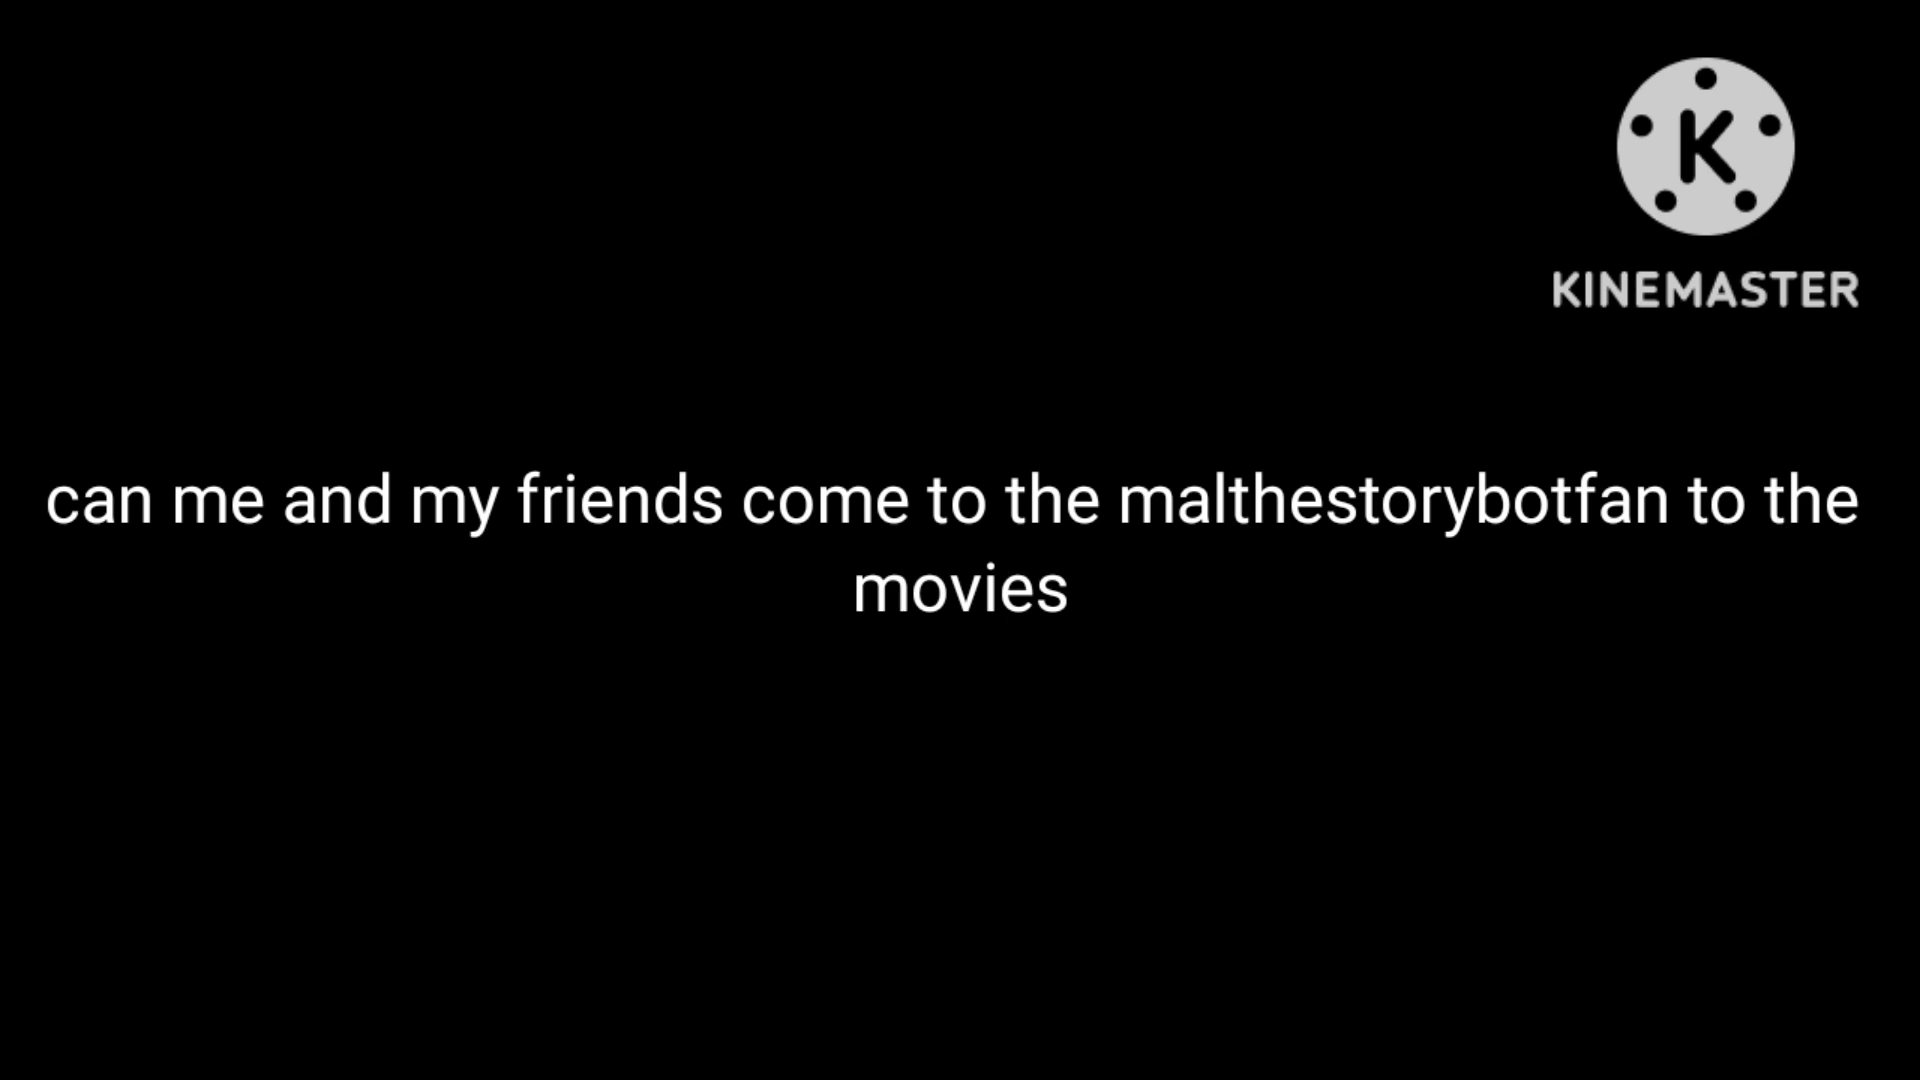 K
KINEMASTER
can me and my friends come to the malthestorybotfan to the
movies